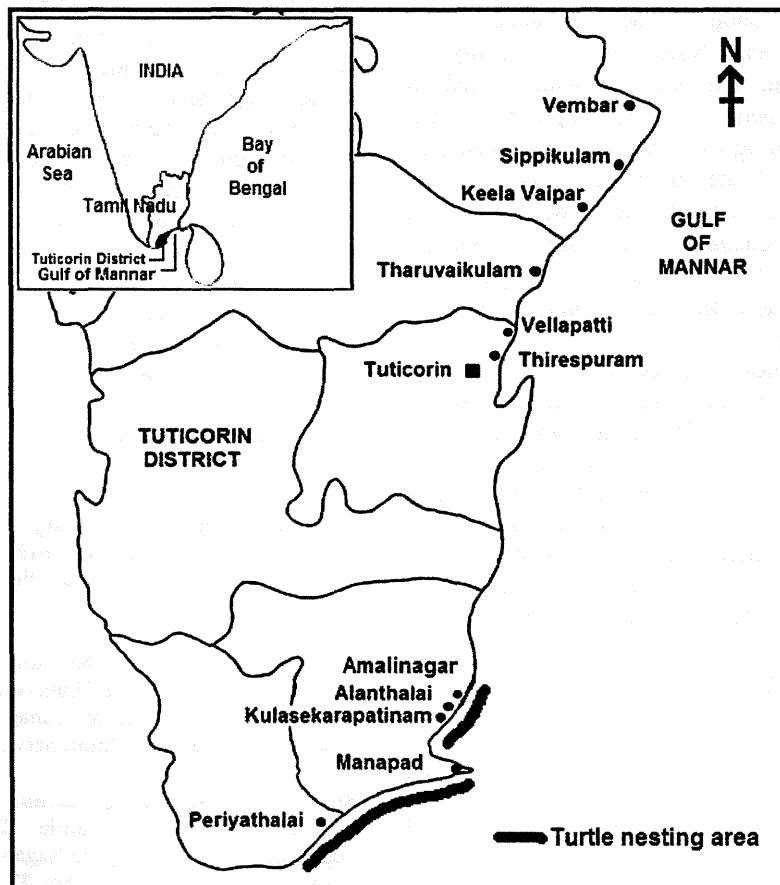 INDIA
Arabian
Sea
Bay
of
Bengal
Tamil Nadu
Tuticorin District
Gulf of Mannar
N
Vembar
Sippikulam
Keela Vaipar
GULF
OF
MANNAR
Tharuvaikulam
Vellapatti
Thirespuram
Tuticorin
TUTICORIN
DISTRICT
Amalinagar
Alanthalai
Kulasekarapatinam
Manapad
Periyathalai
Turtle nesting area